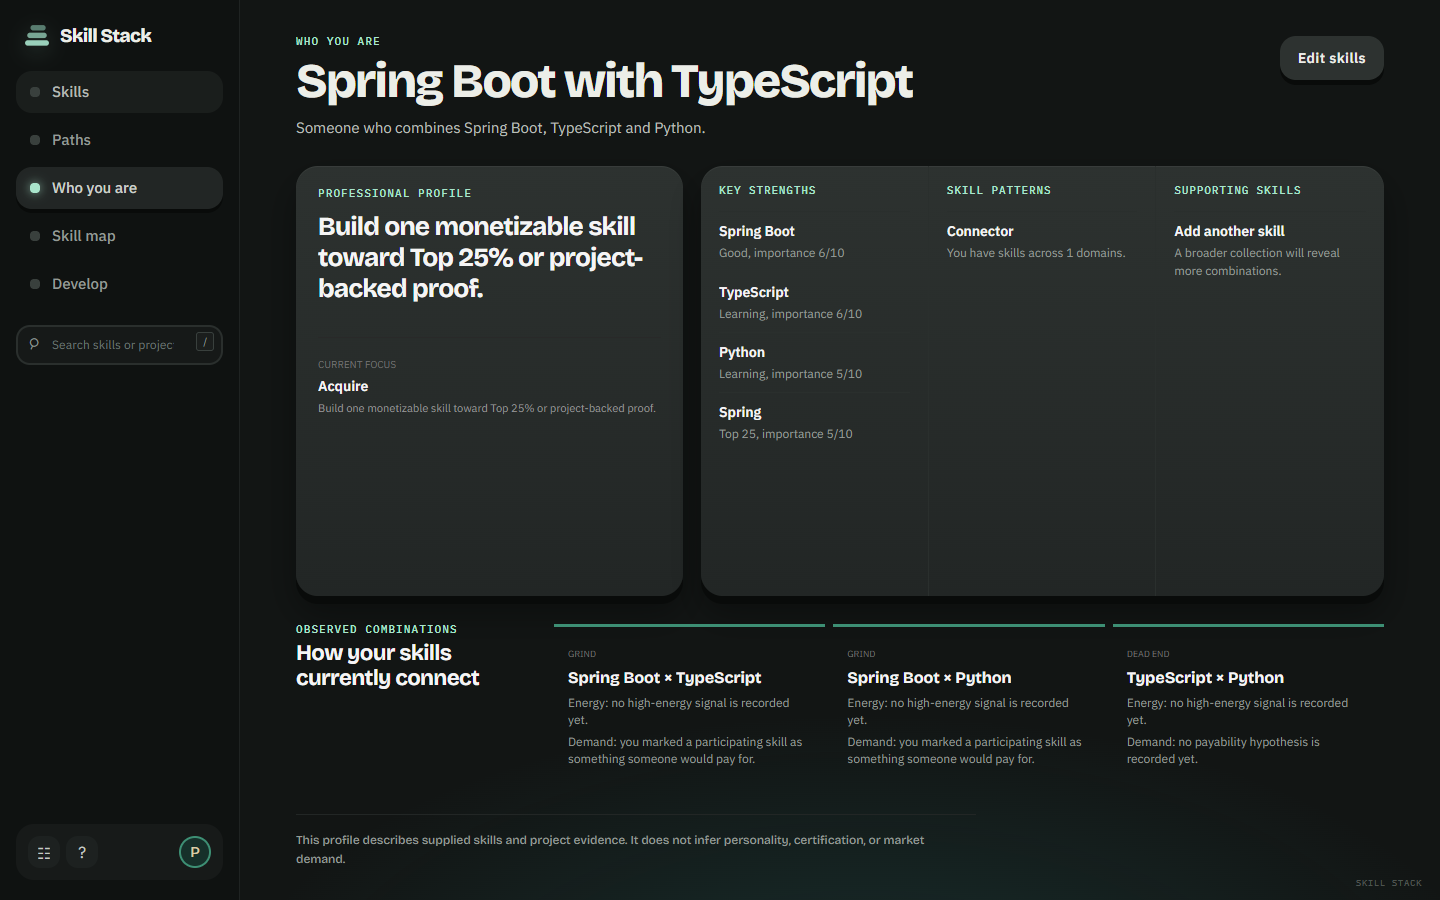 Skill Stack
Skills
Paths
Who you are
Skill map
Develop
Search skills or projec
/
?
P
WHO YOU ARE
Spring Boot with TypeScript
Someone who combines Spring Boot, TypeScript and Python.
Edit skills
PROFESSIONAL PROFILE
Build one monetizable skill
toward Top 25% or project-
backed proof.
CURRENT FOCUS
Acquire
Build one monetizable skill toward Top 25% or project-backed proof.
KEY STRENGTHS
Spring Boot
Good, importance 6/10
TypeScript
Learning, importance 6/10
Python
Learning, importance 5/10
Spring
Top 25, importance 5/10
SKILL PATTERNS
Connector
You have skills across 1 domains.
SUPPORTING SKILLS
Add another skill
A broader collection will reveal
more combinations.
OBSERVED COMBINATIONS
How your skills
currently connect
GRIND
Spring Boot × TypeScript
Energy: no high-energy signal is recorded
yet.
Demand: you marked a participating skill as
something someone would pay for.
GRIND
Spring Boot × Python
Energy: no high-energy signal is recorded
yet.
Demand: you marked a participating skill as
something someone would pay for.
DEAD END
TypeScript × Python
Energy: no high-energy signal is recorded
yet.
Demand: no payability hypothesis is
recorded yet.
This profile describes supplied skills and project evidence. It does not infer personality, certification, or market
demand.
SKILL STACK